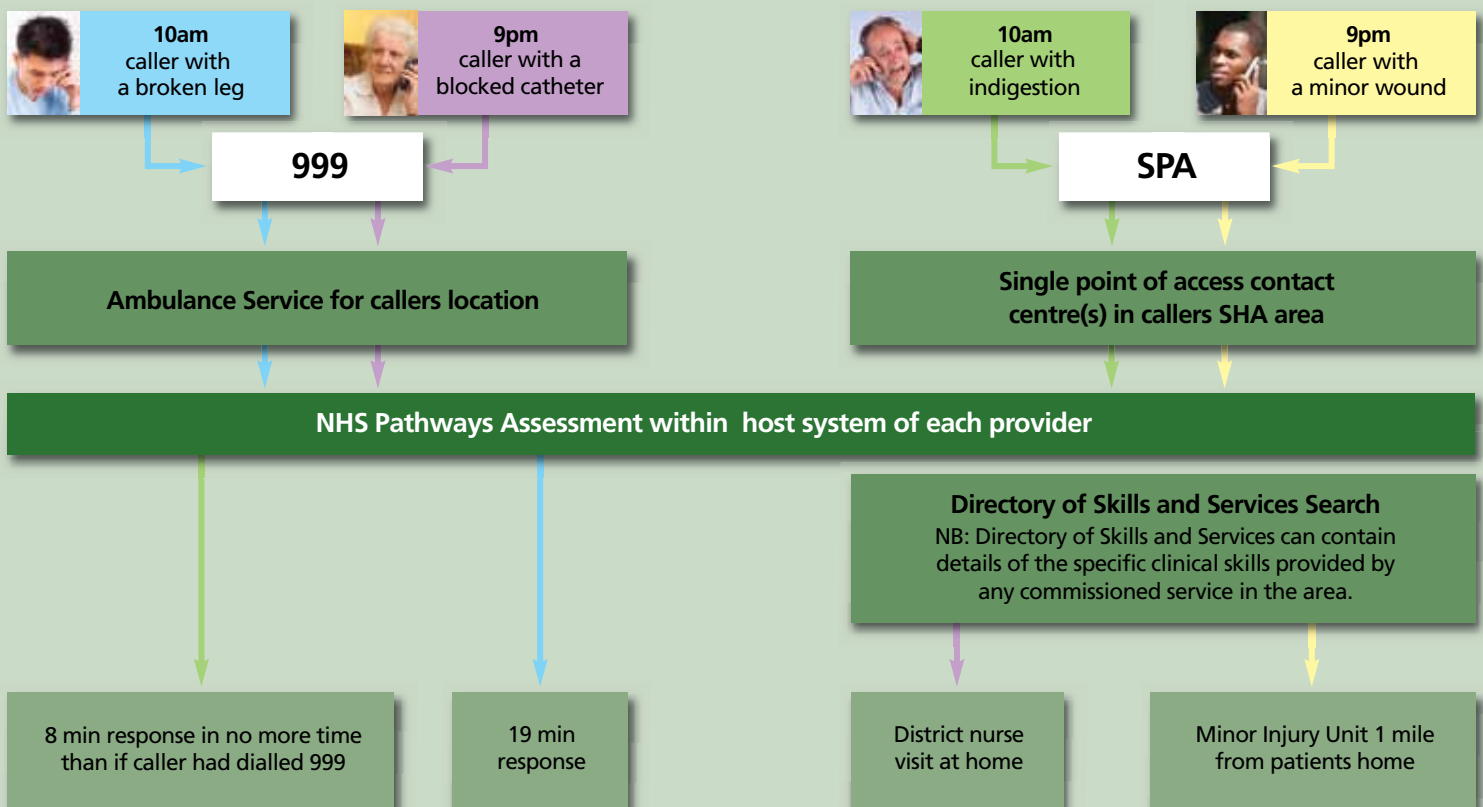 10am
caller with
a broken leg
9pm
caller with a
blocked catheter
10am
caller with
indigestion
9pm
caller with
a minor wound
999
SPA
Ambulance Service for callers location
Single point of access contact
centre(s) in callers SHA area
NHS Pathways Assessment within host system of each provider
Directory of Skills and Services Search
NB: Directory of Skills and Services can contain
details of the specific clinical skills provided by
any commissioned service in the area.
8 min response in no more time
than if caller had dialled 999
19 min
response
District nurse
visit at home
Minor Injury Unit 1 mile
from patients home